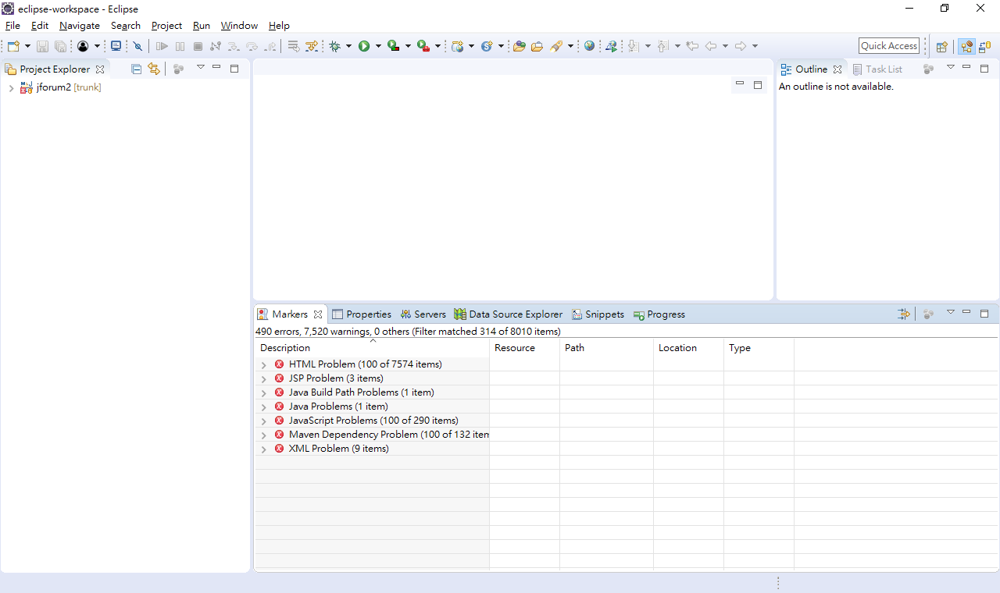 eclipse-workspace - Eclipse
File Edit Navigate Search Project Run Window Help
Quick Access
Project Explorer
jforum2 [trunk]
Outline Task List
An outline is not available.
Markers Properties Servers Data Source Explorer Snippets Progress
490 errors, 7,520 warnings, 0 others (Filter matched 314 of 8010 items)
Description Resource Path Location Type
HTML Problem (100 of 7574 items)
JSP Problem (3 items)
Java Build Path Problems (1 item)
Java Problems (1 item)
JavaScript Problems (100 of 290 items)
Maven Dependency Problem (100 of 132 item
XML Problem (9 items)